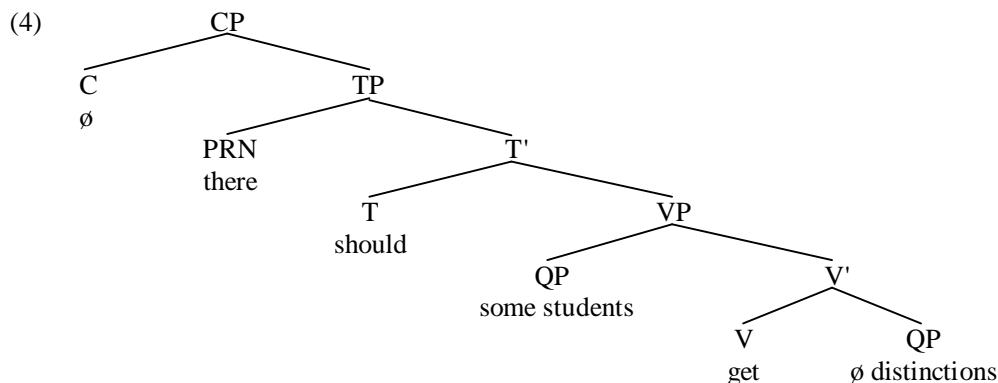 (4) CP
C TP
ø
PRN T'
there
T VP
should
QP V'
some students
V QP
get ø distinctions